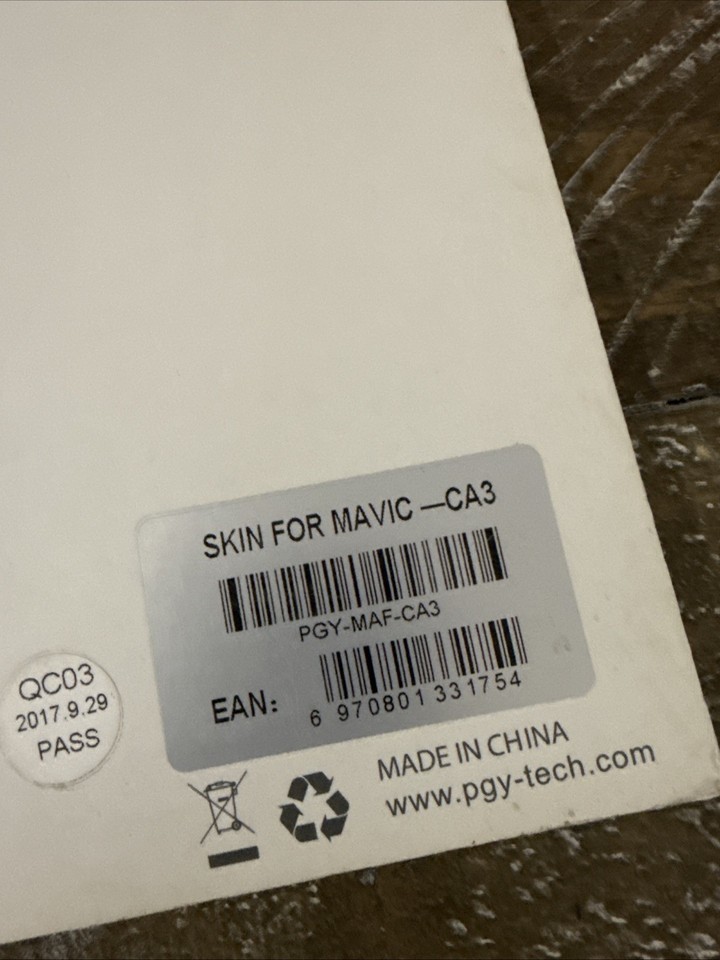 SKIN FOR MAVIC —CA3
PGY-MAF-CA3
EAN: 6 970801 331754
QC03
2017.9.29
PASS
MADE IN CHINA
www.pgy-tech.com